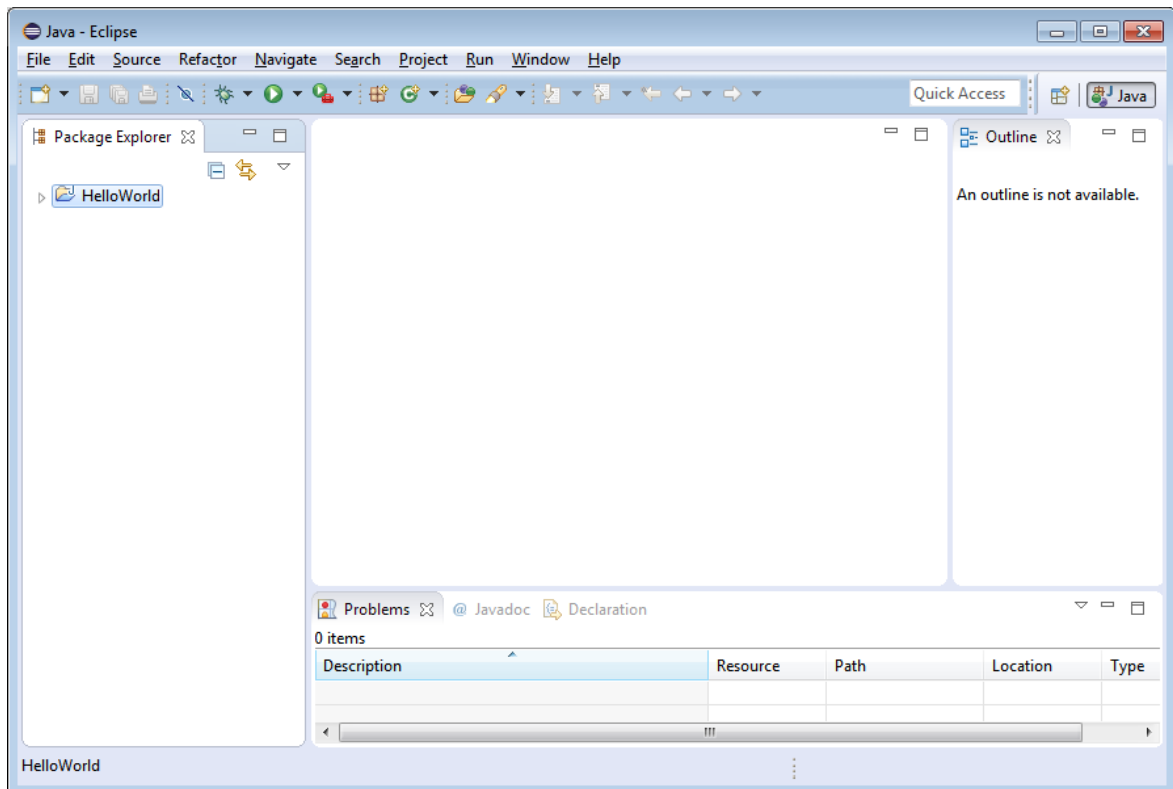 Java - Eclipse
File Edit Source Refactor Navigate Search Project Run Window Help
Quick Access
Java
Package Explorer
HelloWorld
Outline
An outline is not available.
Problems @ Javadoc Declaration
0 items
Description Resource Path Location Type
HelloWorld